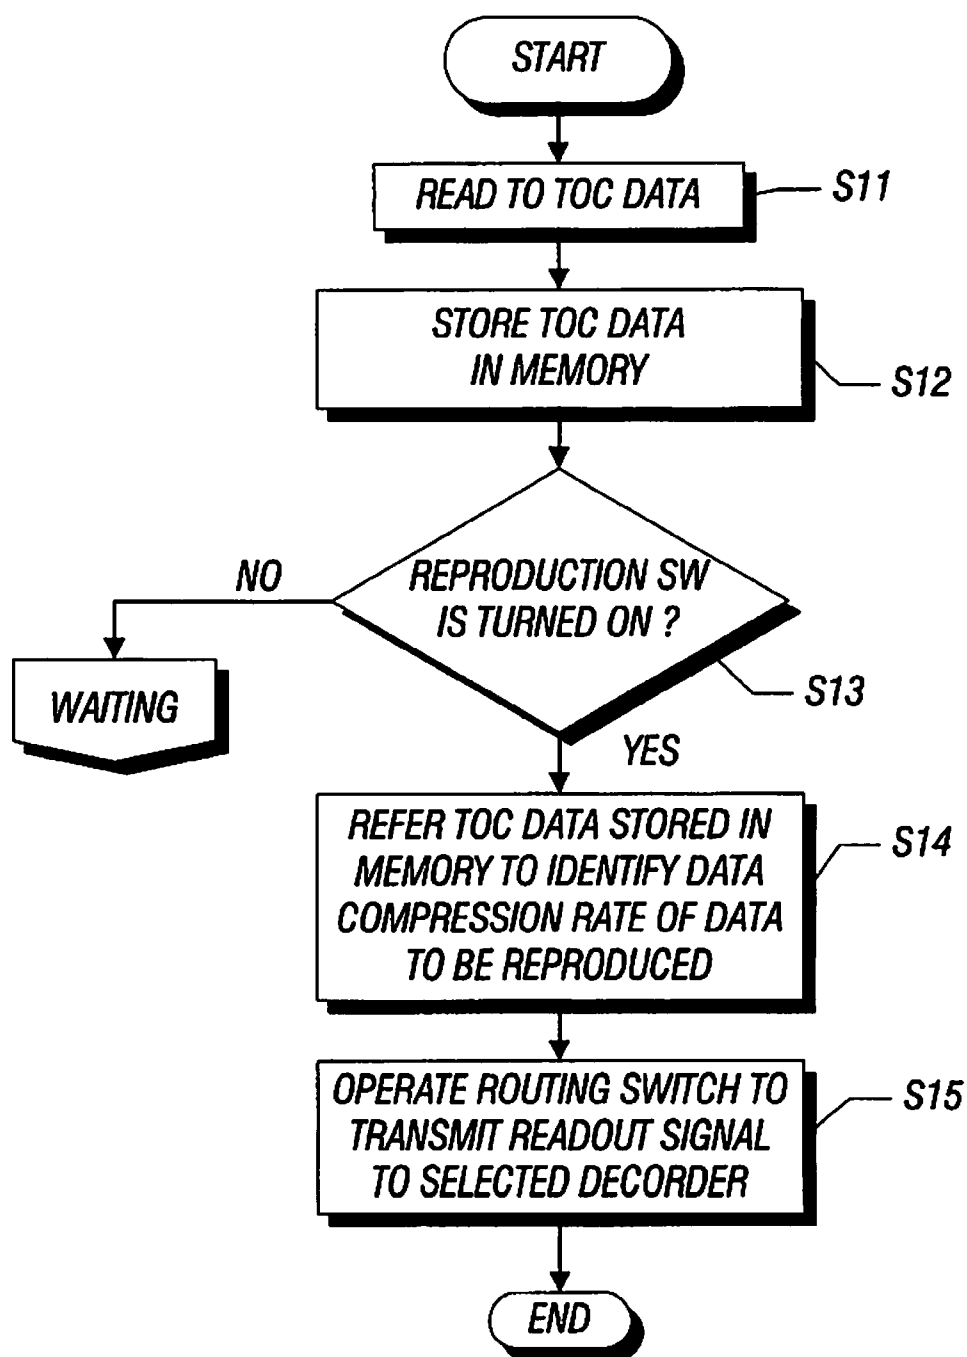 START
READ TO TOC DATA
S11
STORE TOC DATA
IN MEMORY
S12
REPRODUCTION SW
IS TURNED ON ?
NO
S13
WAITING
YES
REFER TOC DATA STORED IN
MEMORY TO IDENTIFY DATA
COMPRESSION RATE OF DATA
TO BE REPRODUCED
S14
OPERATE ROUTING SWITCH TO
TRANSMIT READOUT SIGNAL
TO SELECTED DECORDER
S15
END